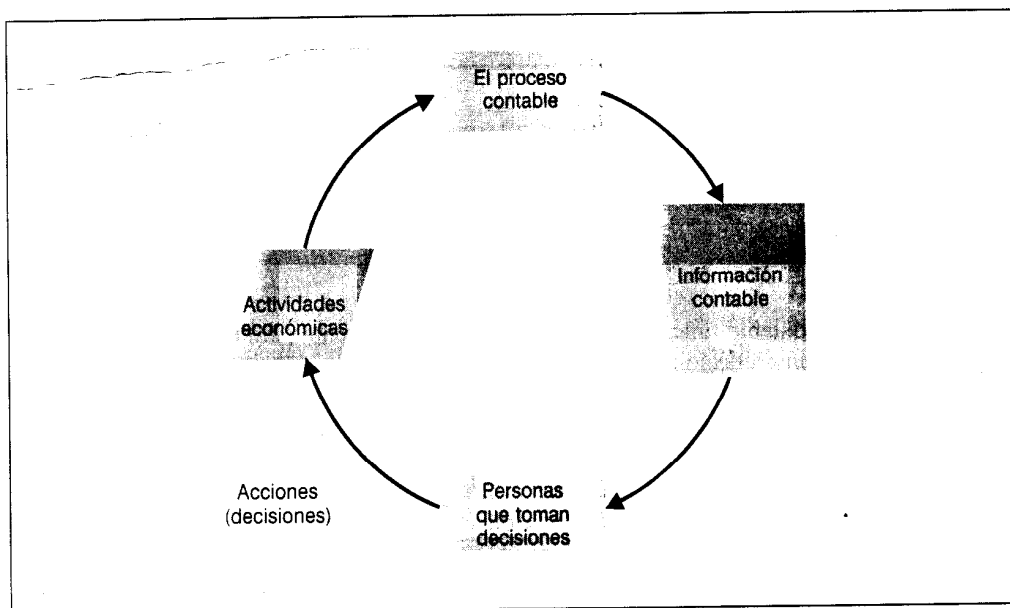 El proceso
contable
Información
contable
Personas
que toman
decisiones
Acciones
(decisiones)
Actividades
económicas